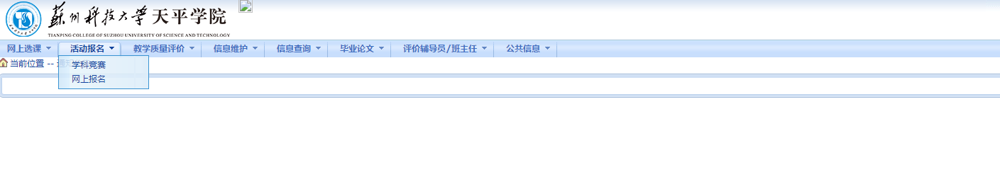 蘇州科技大学天平学院
TIANPING COLLEGE OF SUZHOU UNIVERSITY OF SCIENCE AND TECHNOLOGY
网上选课 活动报名 教学质量评价 信息维护 信息查询 毕业论文 评价辅导员/班主任 公共信息
当前位置 --
学科竞赛
网上报名